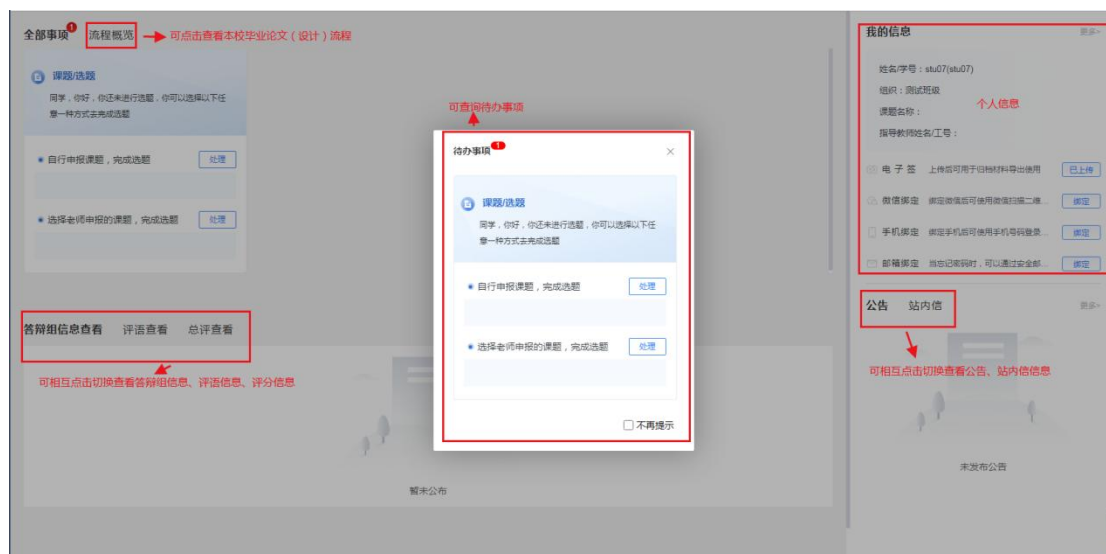 全部事项 1 流程概览 可点击查看本校毕业论文（设计）流程
课题/选题
同学，你好，你还未进行选题，你可以选择以下任
意一种方式去完成选题
自行申报课题，完成选题 处理
选择老师申报的课题，完成选题 处理
答辩组信息查看 评语查看 总评查看
可相互点击切换查看答辩组信息、评语信息、评分信息
暂未公布
可查询待办事项
待办事项 1 ×
课题/选题
同学，你好，你还未进行选题，你可以选择以下任
意一种方式去完成选题
自行申报课题，完成选题 处理
选择老师申报的课题，完成选题 处理
不再提示
我的信息 更多>
姓名/学号：stu07(stu07)
组织：测试班级
课题名称：
指导教师姓名/工号：
个人信息
电 子 签 上传后可用于归档材料导出使用 已上传
微信绑定 绑定微信后可使用微信扫描二维... 绑定
手机绑定 绑定手机后可使用手机号码登录... 绑定
邮箱绑定 当忘记密码时，可以通过安全邮... 绑定
公告 站内信 更多>
可相互点击切换查看公告、站内信信息
未发布公告